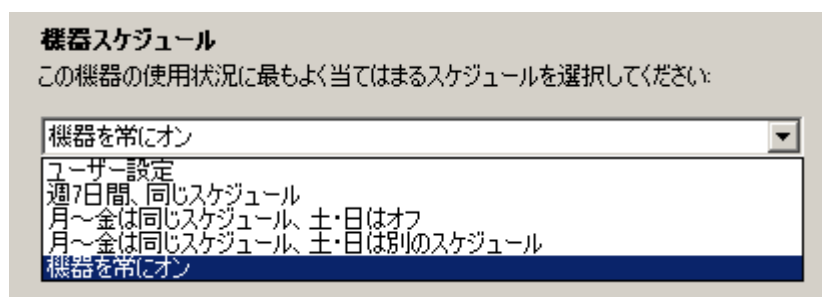 機器スケジュール
この機器の使用状況に最もよく当てはまるスケジュールを選択してください:
機器を常にオン
ユーザー設定
週7日間、同じスケジュール
月～金は同じスケジュール、土・日はオフ
月～金は同じスケジュール、土・日は別のスケジュール
機器を常にオン